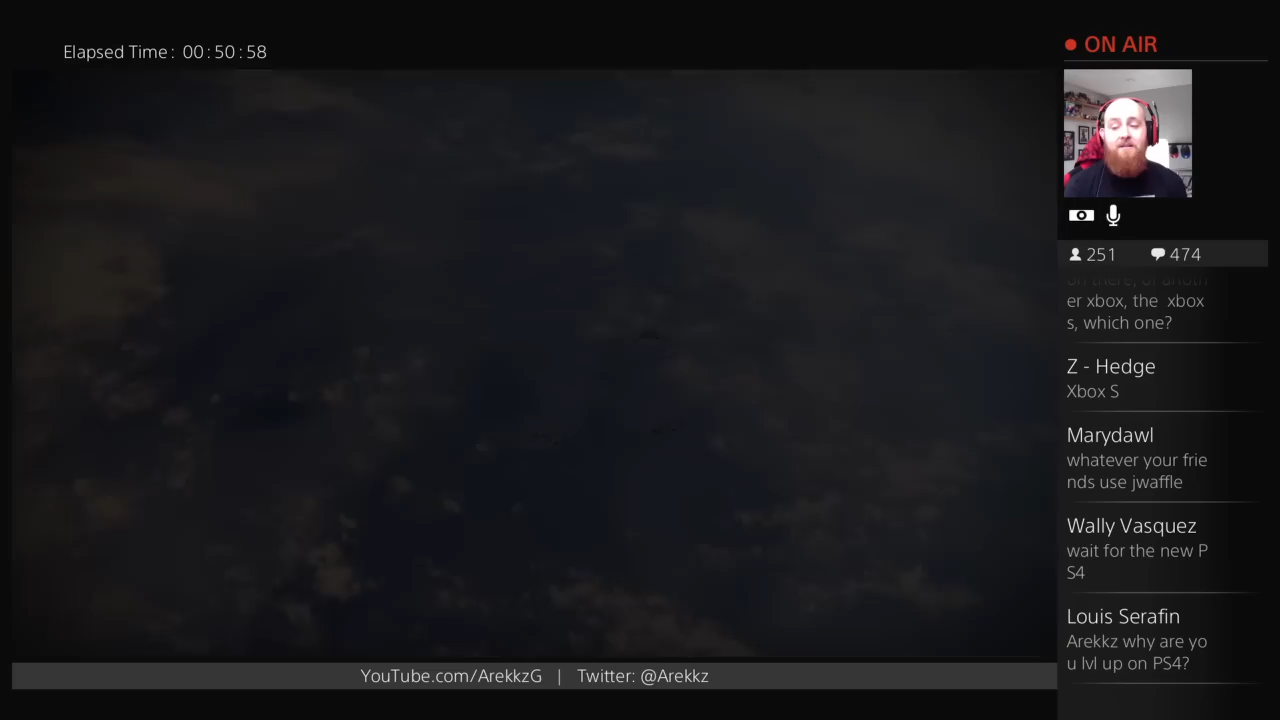 Elapsed Time: 00:50:58
ON AIR
251 474
er xbox, the xbox
s, which one?
Z - Hedge
Xbox S
Marydawl
whatever your frie
nds use jwaffle
Wally Vasquez
wait for the new P
S4
Louis Serafin
Arekkz why are yo
u lvl up on PS4?
YouTube.com/ArekkzG | Twitter: @Arekkz